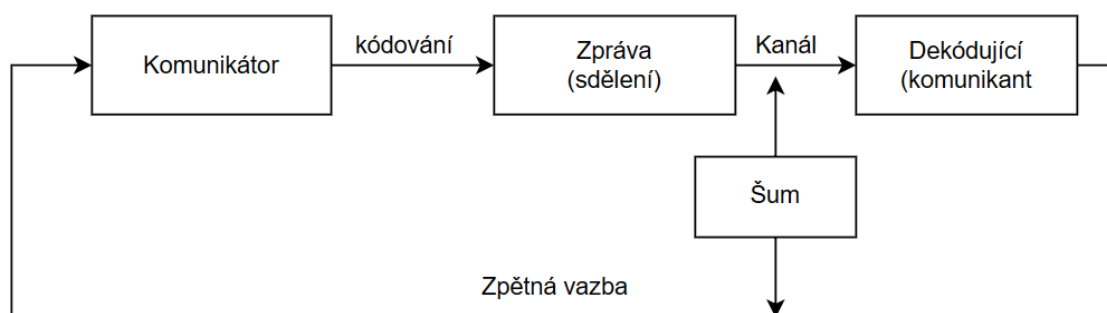 Komunikátor
kódování
Zpráva
(sdělení)
Kanál
Dekódující
(komunikant
Šum
Zpětná vazba